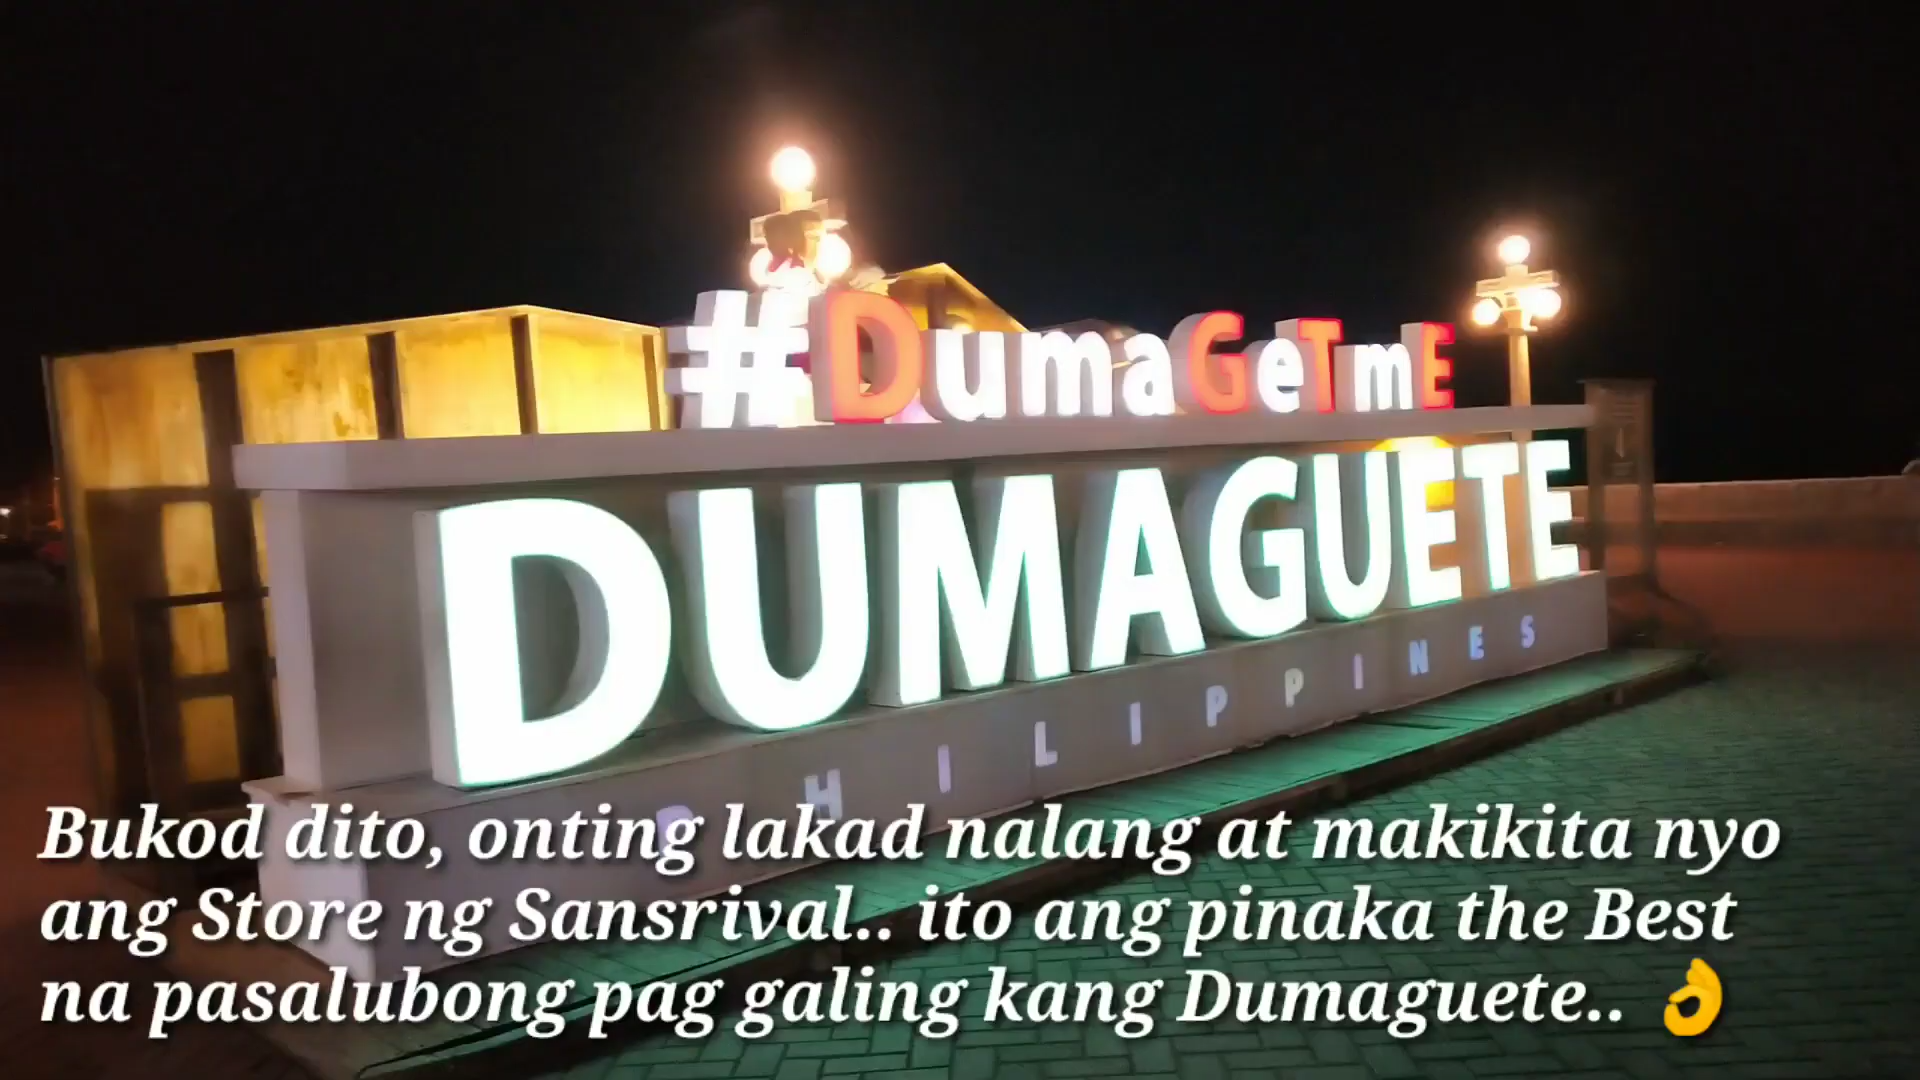 #DumaGeTmE
DUMAGUETE
PHILIPPINES
Bukod dito, onting lakad nalang at makikita nyo
ang Store ng Sansrival.. ito ang pinaka the Best
na pasalubong pag galing kang Dumaguete.. 👌